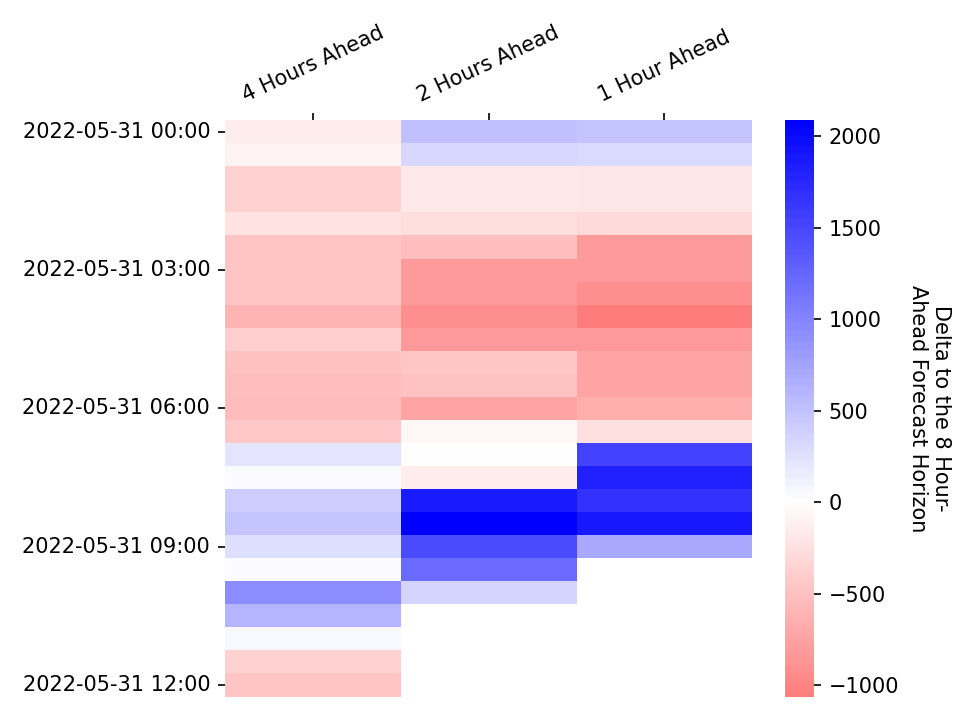 4 Hours Ahead
2 Hours Ahead
1 Hour Ahead
2022-05-31 00:00
2022-05-31 03:00
2022-05-31 06:00
2022-05-31 09:00
2022-05-31 12:00
2000
1500
1000
500
0
−500
−1000
Delta to the 8 Hour-
Ahead Forecast Horizon